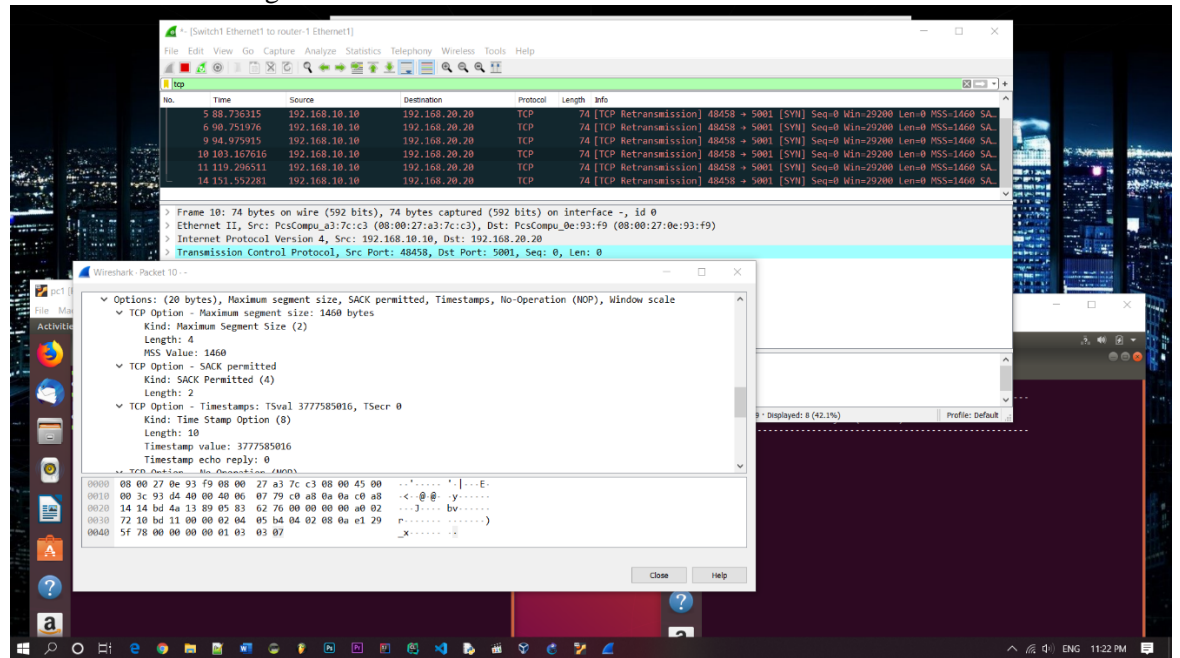 *- [Switch1 Ethernet1 to router-1 Ethernet1]
File Edit View Go Capture Analyze Statistics Telephony Wireless Tools Help
tcp
No. Time Source Destination Protocol Length Info
5 88.736315 192.168.10.10 192.168.20.20 TCP 74 [TCP Retransmission] 48458 → 5001 [SYN] Seq=0 Win=29200 Len=0 MSS=1460 SA…
6 90.751976 192.168.10.10 192.168.20.20 TCP 74 [TCP Retransmission] 48458 → 5001 [SYN] Seq=0 Win=29200 Len=0 MSS=1460 SA…
9 94.975915 192.168.10.10 192.168.20.20 TCP 74 [TCP Retransmission] 48458 → 5001 [SYN] Seq=0 Win=29200 Len=0 MSS=1460 SA…
10 103.167616 192.168.10.10 192.168.20.20 TCP 74 [TCP Retransmission] 48458 → 5001 [SYN] Seq=0 Win=29200 Len=0 MSS=1460 SA…
11 119.296511 192.168.10.10 192.168.20.20 TCP 74 [TCP Retransmission] 48458 → 5001 [SYN] Seq=0 Win=29200 Len=0 MSS=1460 SA…
14 151.552281 192.168.10.10 192.168.20.20 TCP 74 [TCP Retransmission] 48458 → 5001 [SYN] Seq=0 Win=29200 Len=0 MSS=1460 SA…
> Frame 10: 74 bytes on wire (592 bits), 74 bytes captured (592 bits) on interface -, id 0
> Ethernet II, Src: PcsCompu_a3:7c:c3 (08:00:27:a3:7c:c3), Dst: PcsCompu_0e:93:f9 (08:00:27:0e:93:f9)
> Internet Protocol Version 4, Src: 192.168.10.10, Dst: 192.168.20.20
> Transmission Control Protocol, Src Port: 48458, Dst Port: 5001, Seq: 0, Len: 0
Wireshark · Packet 10 · -
pc1 [
File Ma
Activitie
Options: (20 bytes), Maximum segment size, SACK permitted, Timestamps, No-Operation (NOP), Window scale
TCP Option - Maximum segment size: 1460 bytes
Kind: Maximum Segment Size (2)
Length: 4
MSS Value: 1460
TCP Option - SACK permitted
Kind: SACK Permitted (4)
Length: 2
TCP Option - Timestamps: TSval 3777585016, TSecr 0
Kind: Time Stamp Option (8)
Length: 10
Timestamp value: 3777585016
Timestamp echo reply: 0
TCP Option - No-Operation (NOP)
9 · Displayed: 8 (42.1%) Profile: Default
0000 08 00 27 0e 93 f9 08 00 27 a3 7c c3 08 00 45 00 ··'····· '·|···E·
0010 00 3c 93 d4 40 00 40 06 07 79 c0 a8 0a 0a c0 a8 ·<··@·@· ·y······
0020 14 14 bd 4a 13 89 05 83 62 76 00 00 00 00 a0 02 ···J···· bv······
0030 72 10 bd 11 00 00 02 04 05 b4 04 02 08 0a e1 29 r······· ·······)
0040 5f 78 00 00 00 00 01 03 03 07 _x······ ··
Close Help
ENG 11:22 PM